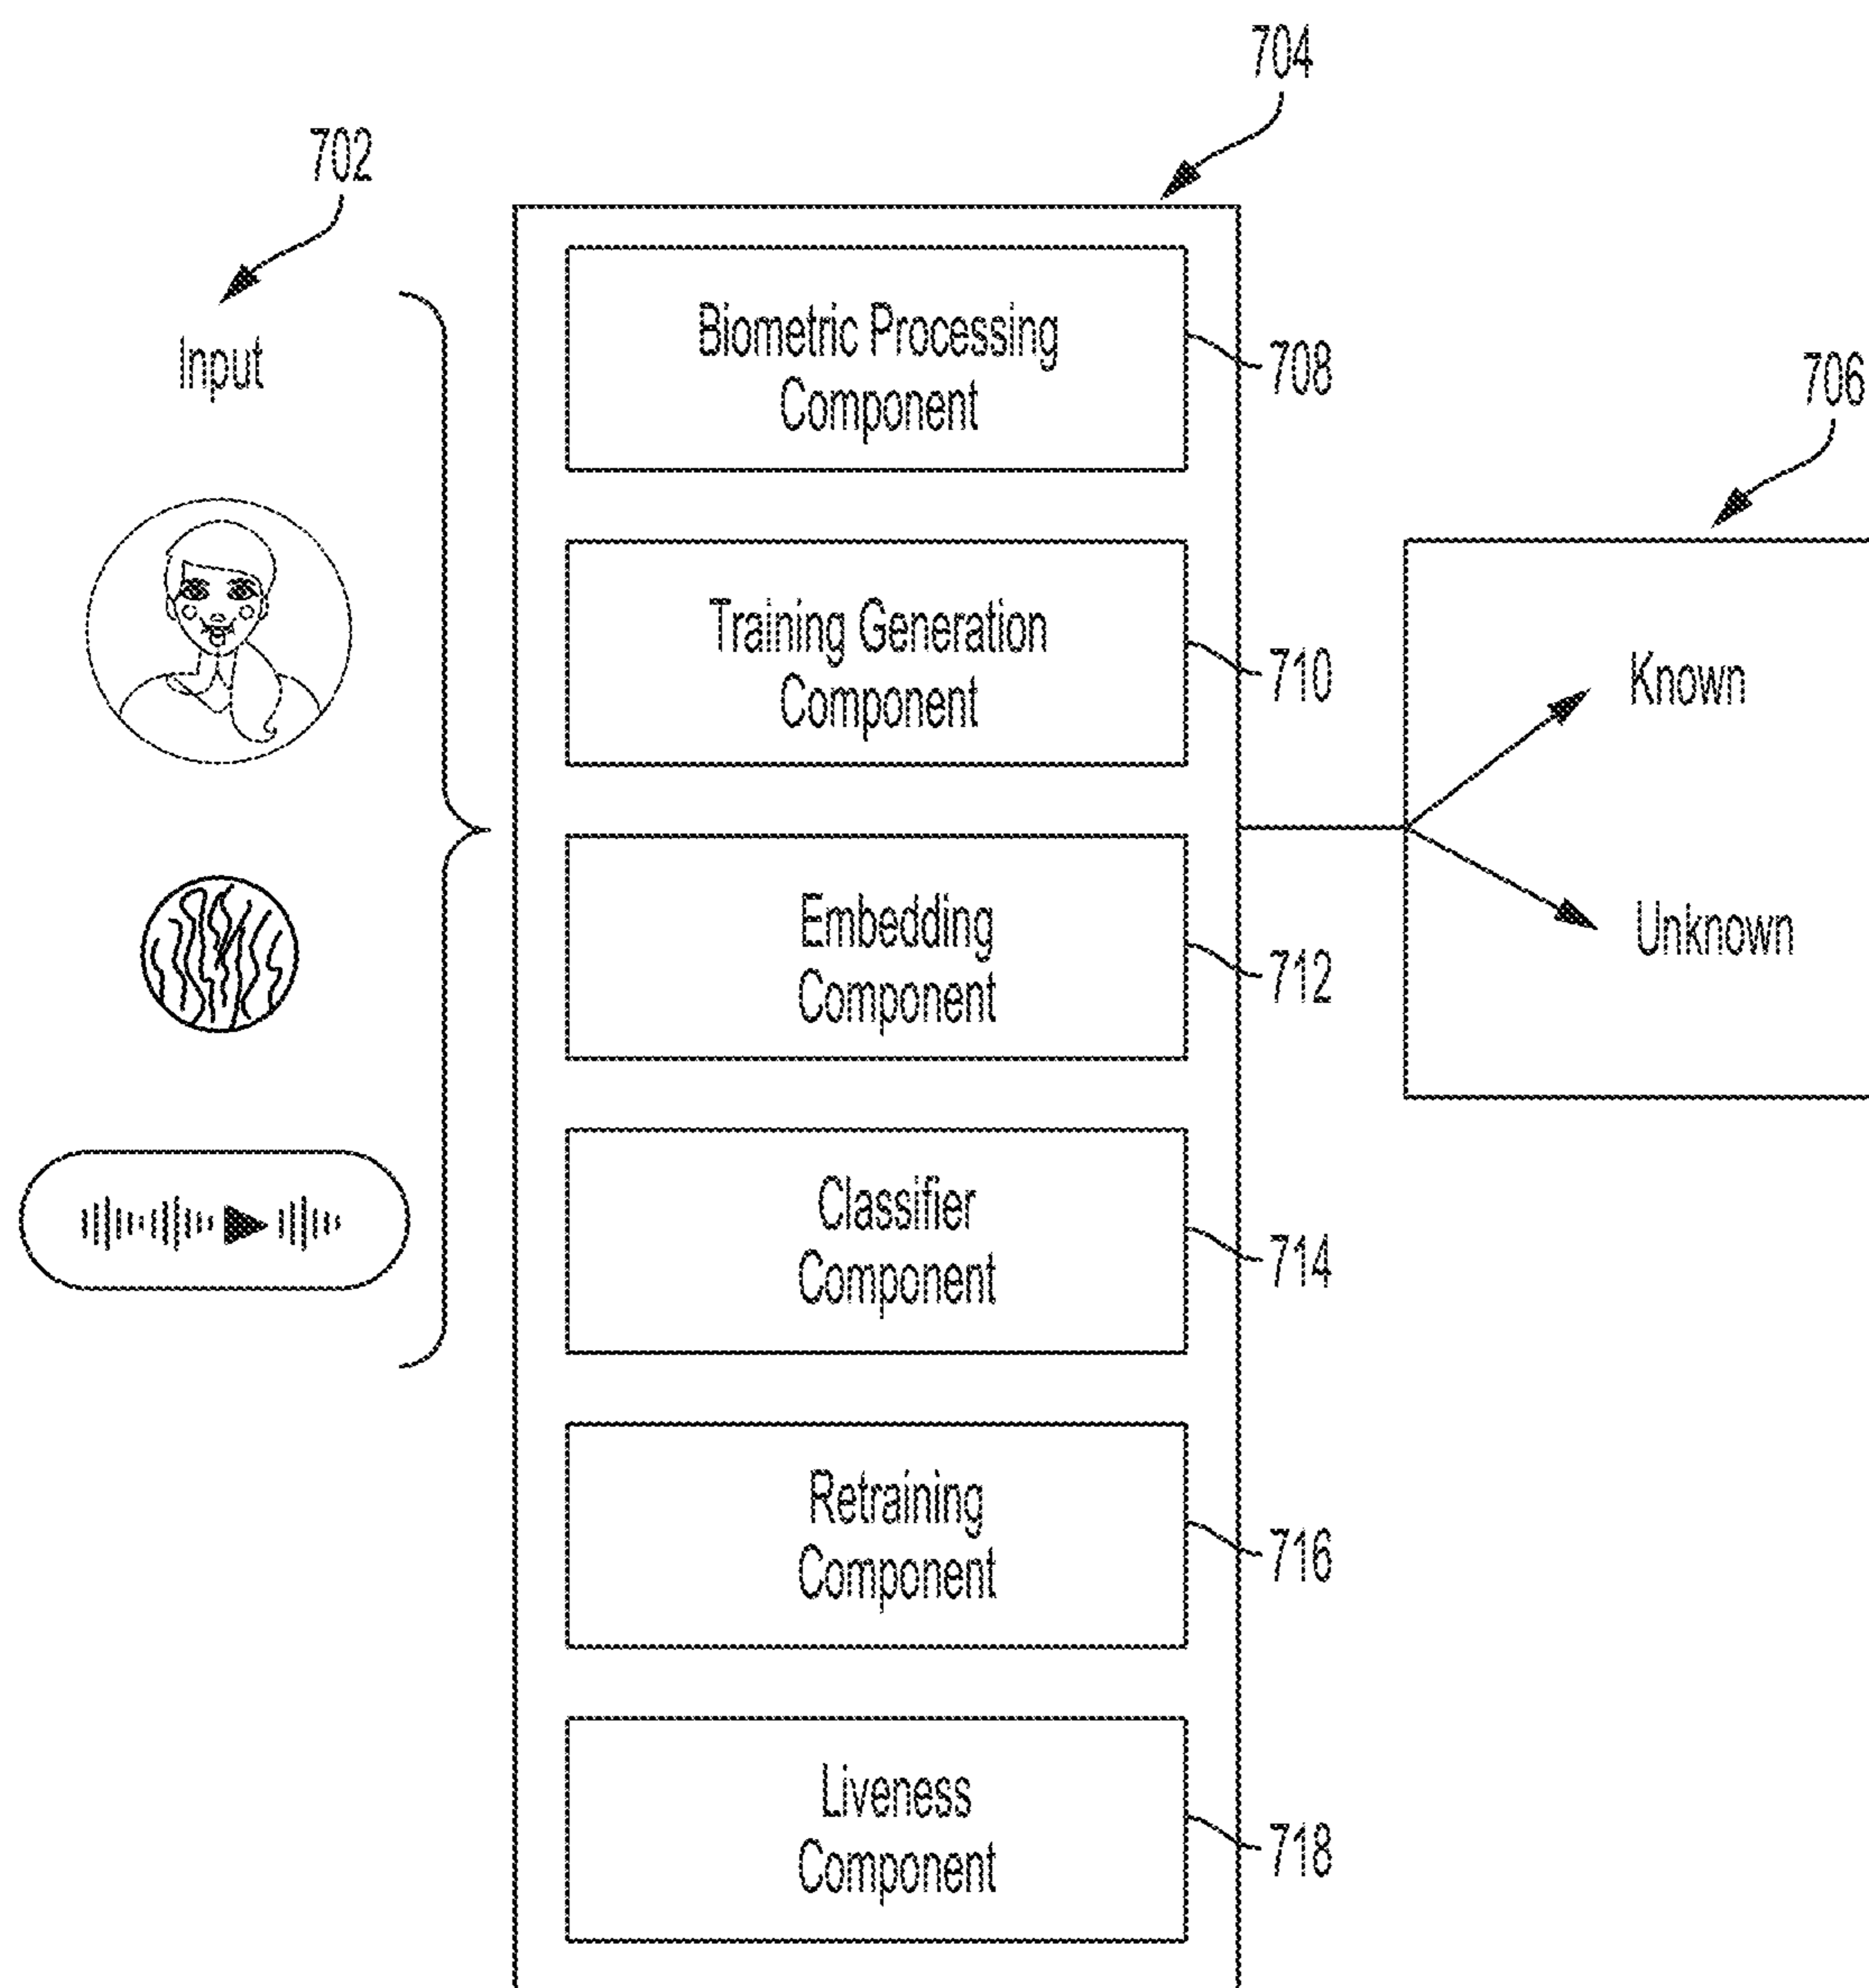 704
702
Input
Biometric Processing
Component
708
706
Training Generation
Component
710
Known
Embedding
Component
712
Unknown
Classifier
Component
714
Retraining
Component
716
Liveness
Component
718